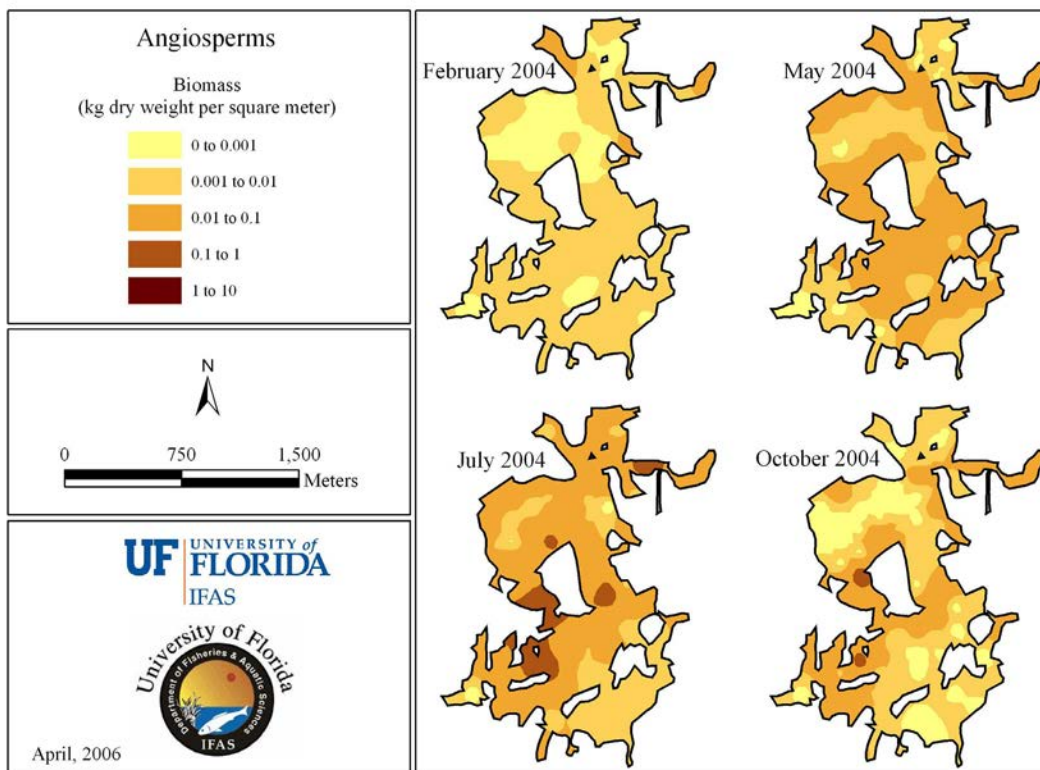 Angiosperms
Biomass
(kg dry weight per square meter)
0 to 0.001
0.001 to 0.01
0.01 to 0.1
0.1 to 1
1 to 10
N
0 750 1,500
Meters
UF UNIVERSITY of
FLORIDA
IFAS
University of Florida
Department of Fisheries & Aquatic Sciences
IFAS
April, 2006
February 2004
May 2004
July 2004
October 2004